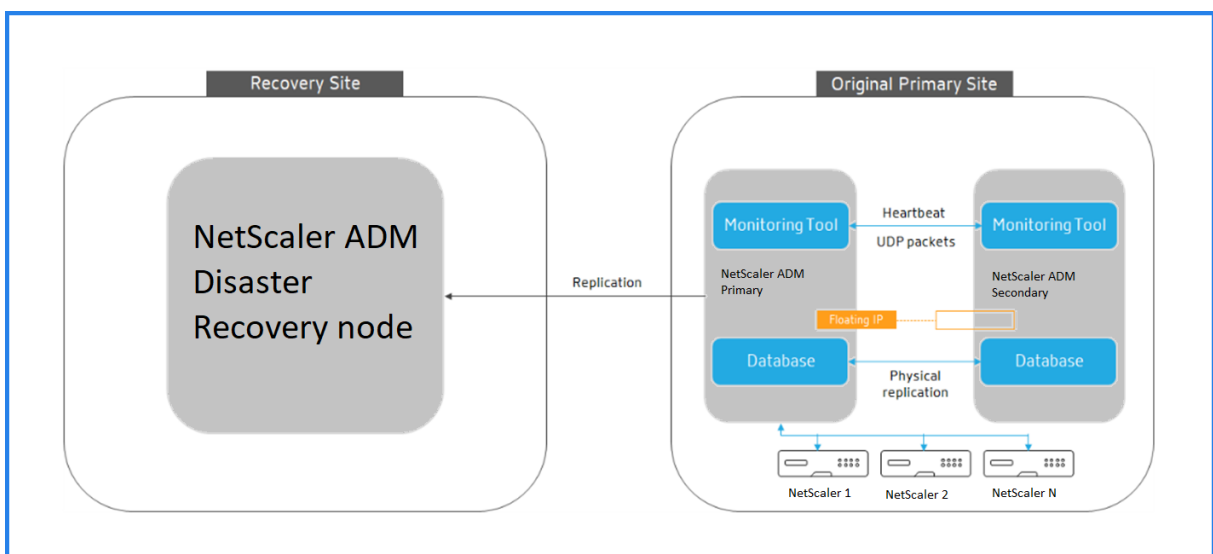 Recovery Site
NetScaler ADM
Disaster
Recovery node
Replication
Original Primary Site
Monitoring Tool
Heartbeat
UDP packets
Monitoring Tool
NetScaler ADM
Primary
NetScaler ADM
Secondary
Floating IP
Database
Physical
replication
Database
NetScaler 1
NetScaler 2
NetScaler N